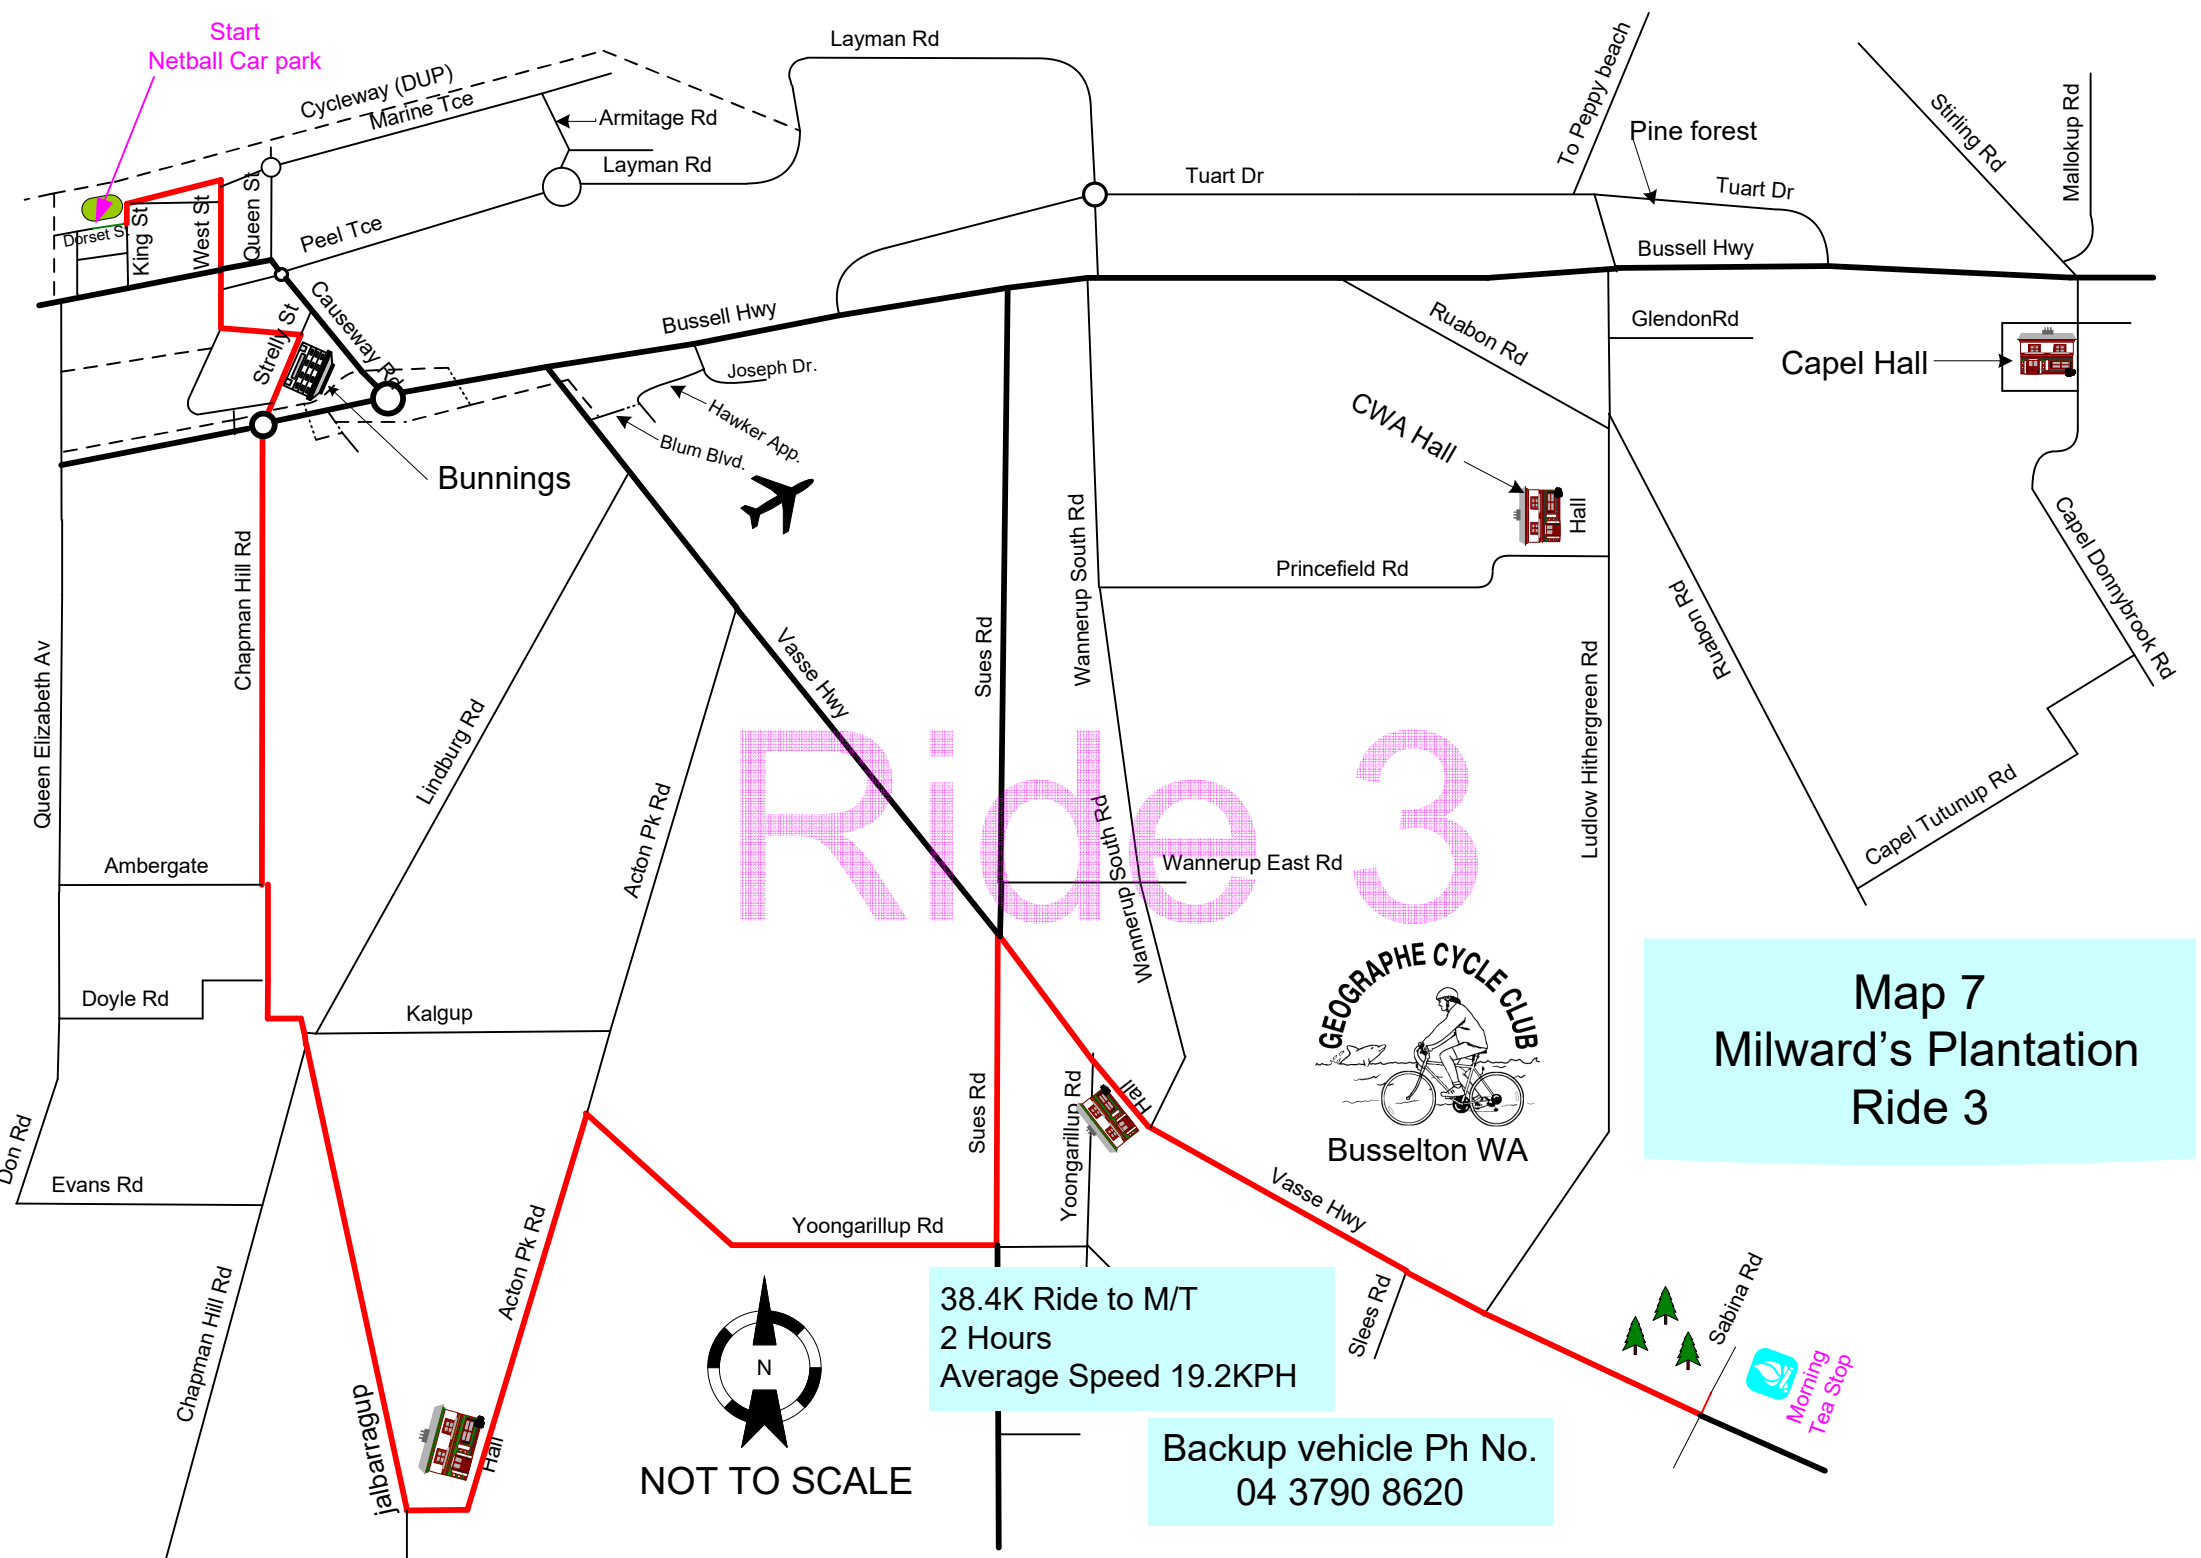 Start
Netball Car park
Cycleway (DUP)
Marine Tce
Armitage Rd
Layman Rd
Layman Rd
To Peppy beach
Pine forest
Stirling Rd
Mallokup Rd
Tuart Dr
Tuart Dr
Dorset S
King St
West St
Queen St
Peel Tce
Bussell Hwy
Causeway Rd
Strelly St
Bussell Hwy
Joseph Dr.
Hawker App.
Blum Blvd.
Bunnings
Ruabon Rd
GlendonRd
Capel Hall
CWA Hall
Hall
Princefield Rd
Capel Donnybrook Rd
Ruabon Rd
Chapman Hill Rd
Queen Elizabeth Av
Vasse Hwy
Sues Rd
Wannerup South Rd
Ludlow Hithergreen Rd
Lindburg Rd
Acton Pk Rd
Ride 3
Wannerup South Rd
Wannerup East Rd
Capel Tutunup Rd
Ambergate
Doyle Rd
Kalgup
GEOGRAPHE CYCLE CLUB
Busselton WA
Map 7
Milward’s Plantation
Ride 3
Don Rd
Evans Rd
Sues Rd
Yoongarillup Rd
Hall
Vasse Hwy
Yoongarillup Rd
Acton Pk Rd
Chapman Hill Rd
jalbarragup
Hall
N
NOT TO SCALE
38.4K Ride to M/T
2 Hours
Average Speed 19.2KPH
Slees Rd
Sabina Rd
Morning
Tea Stop
Backup vehicle Ph No.
04 3790 8620